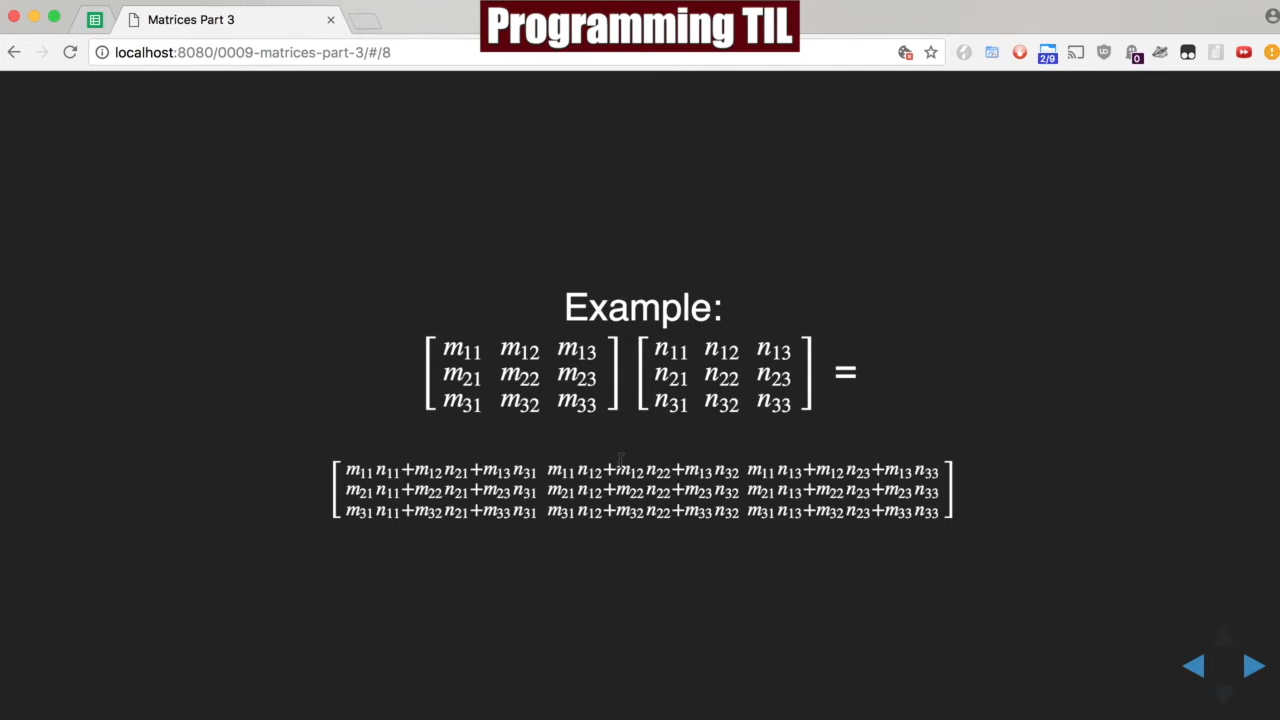 Matrices Part 3
Programming TIL
localhost:8080/0009-matrices-part-3/#/8
2/9
0
Example:
m11 m12 m13 n11 n12 n13
m21 m22 m23 n21 n22 n23 =
m31 m32 m33 n31 n32 n33
m11n11+m12n21+m13n31 m11n12+m12n22+m13n32 m11n13+m12n23+m13n33
m21n11+m22n21+m23n31 m21n12+m22n22+m23n32 m21n13+m22n23+m23n33
m31n11+m32n21+m33n31 m31n12+m32n22+m33n32 m31n13+m32n23+m33n33